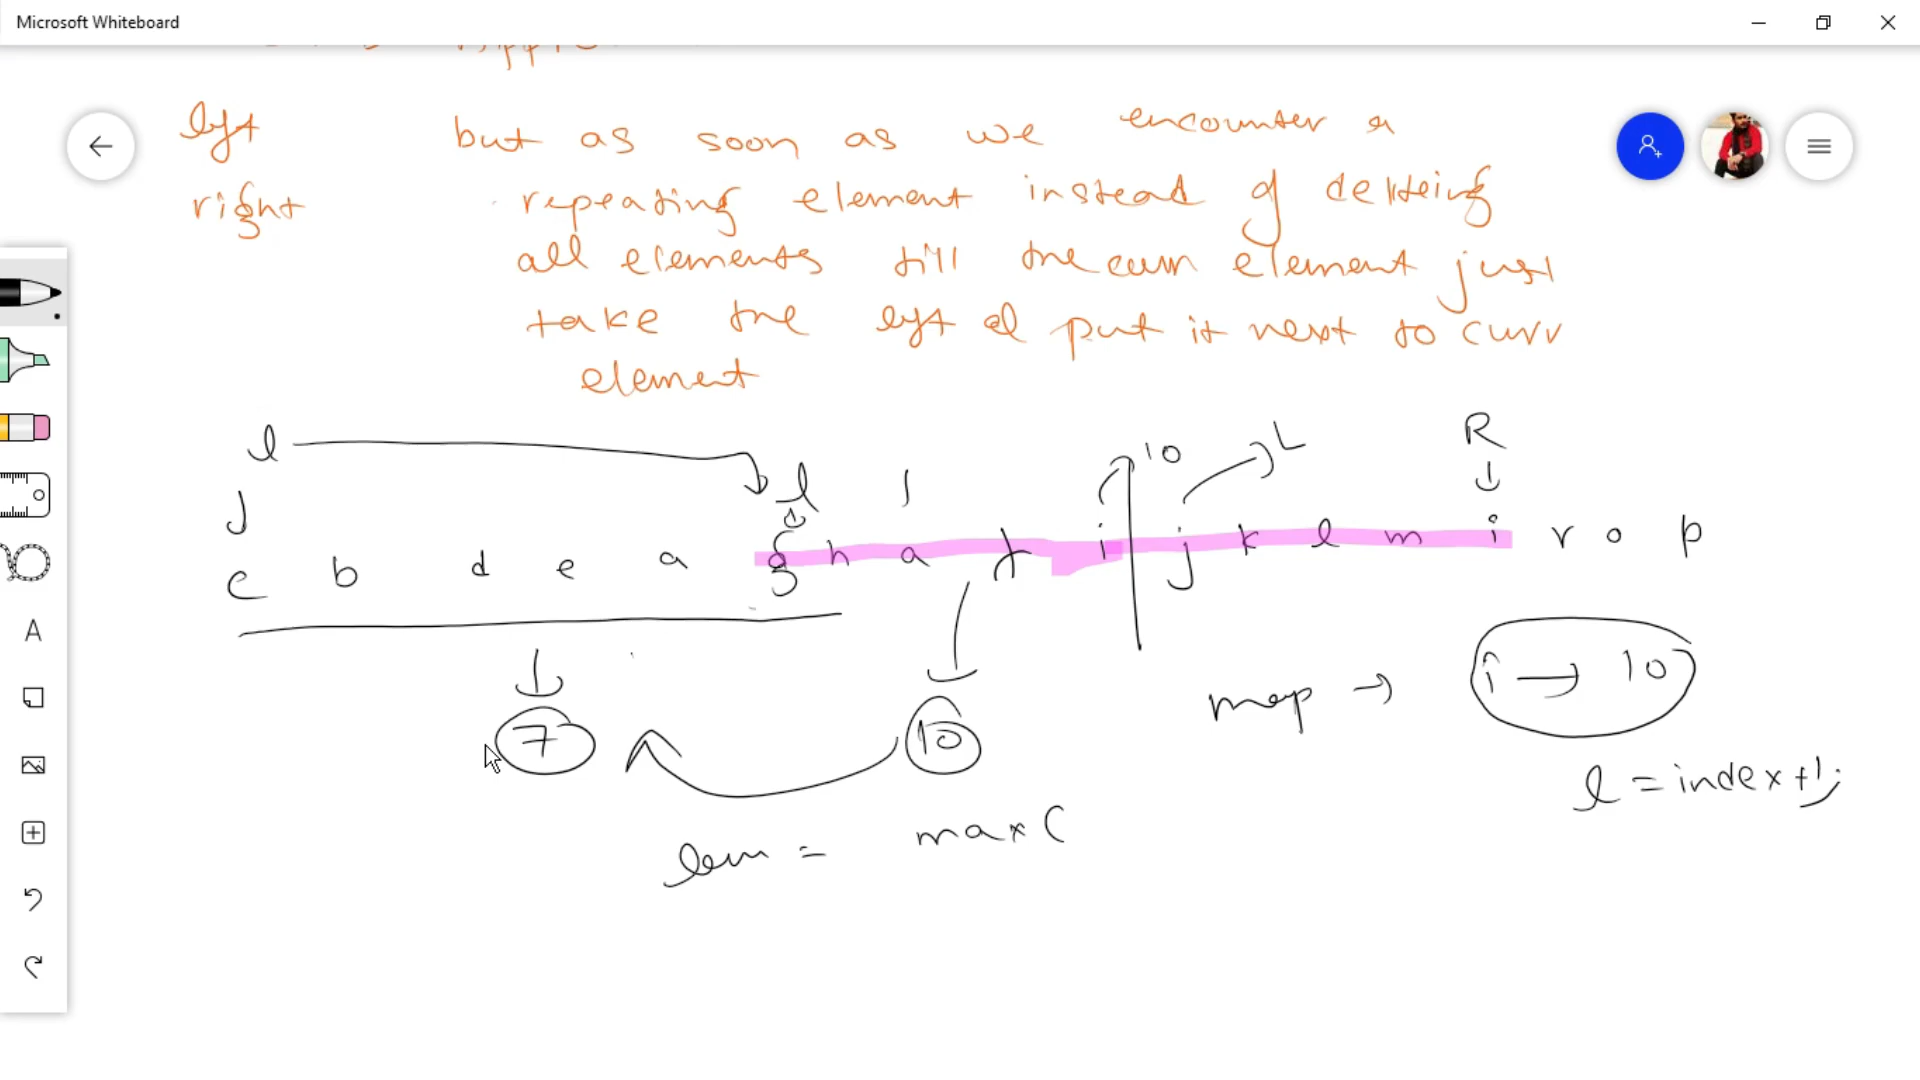 Microsoft Whiteboard
left but as soon as we encounter a
right repeating element instead of deleteing
all elements till the curr element just
take the left & put it next to curr
element
l l l 10 L R
c b d e a g h a f i j k l m i r o p
7 10 map → i → 10
l = index+1;
len = max(
A